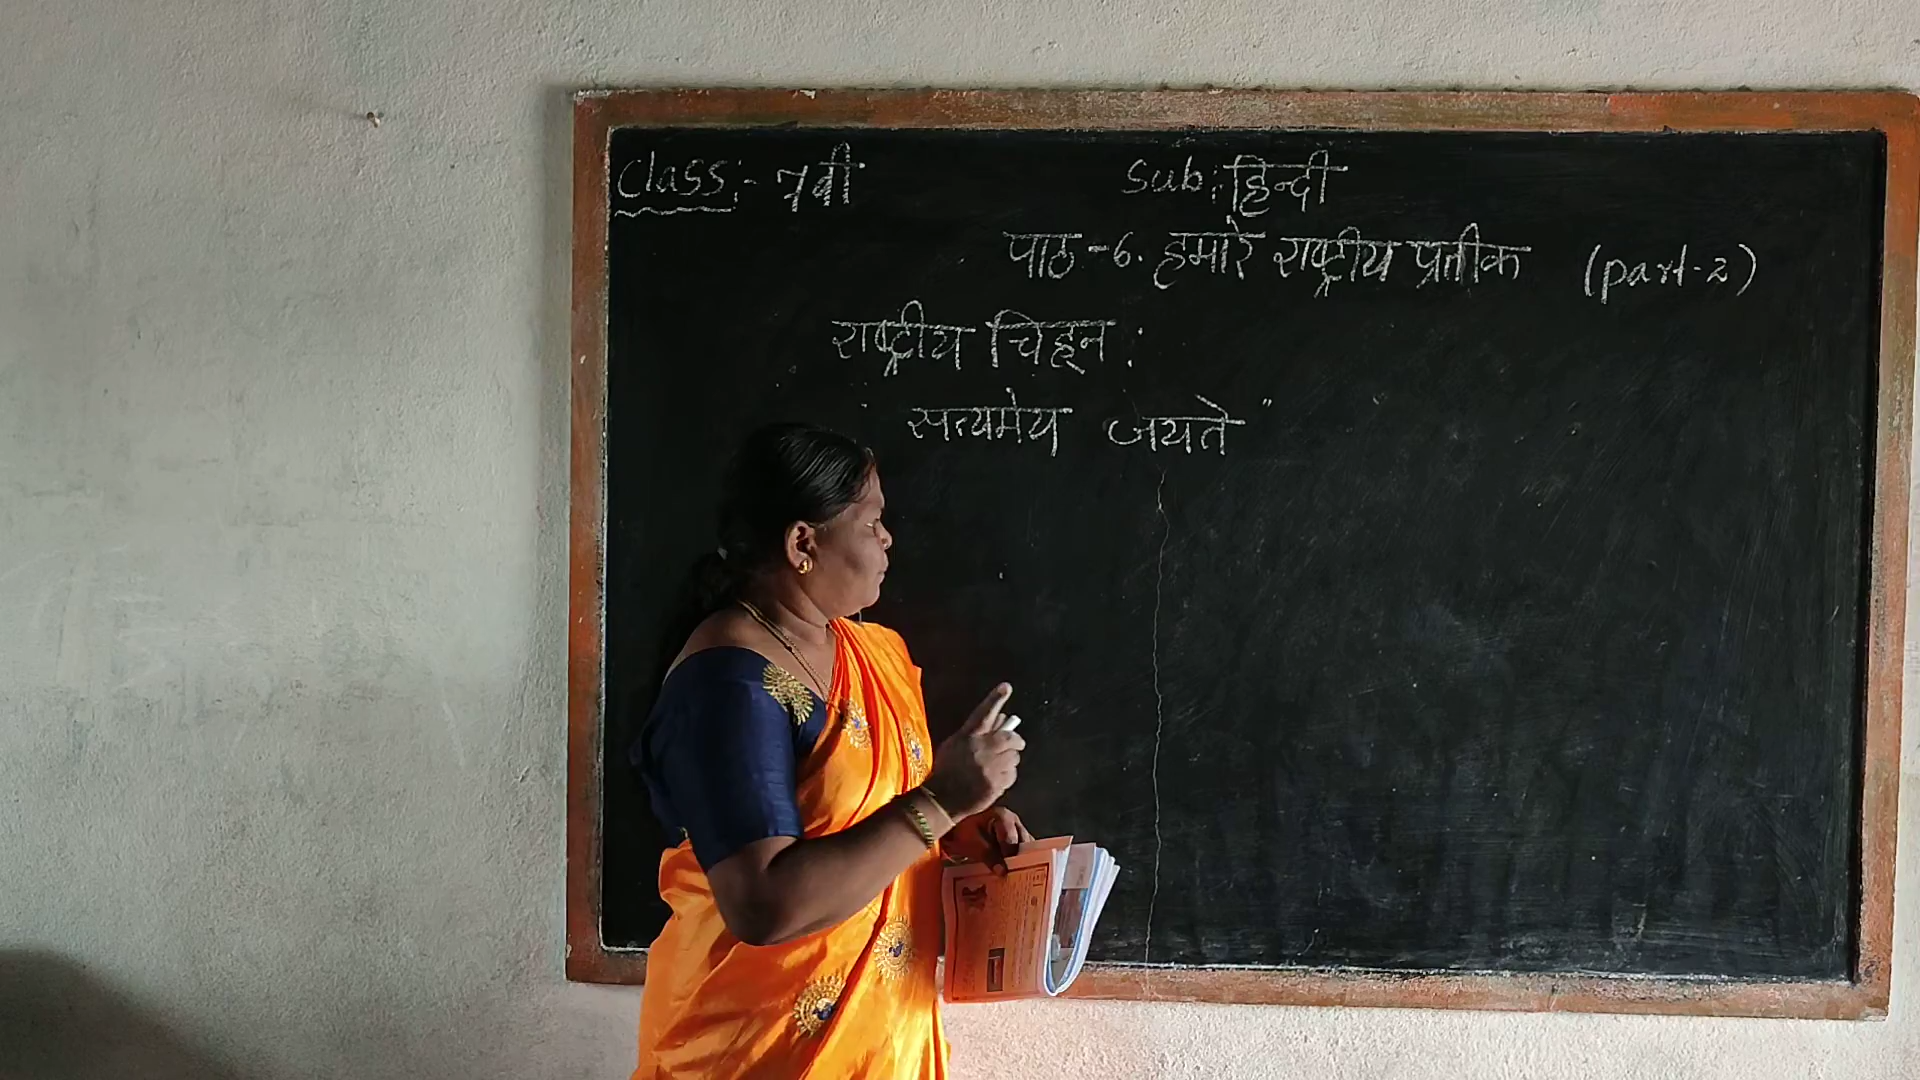 Class:- 7वी
Sub:- हिन्दी
पाठ-6. हमारे राष्ट्रीय प्रतीक (part-2)
राष्ट्रीय चिह्न :
सत्यमेय जयते"